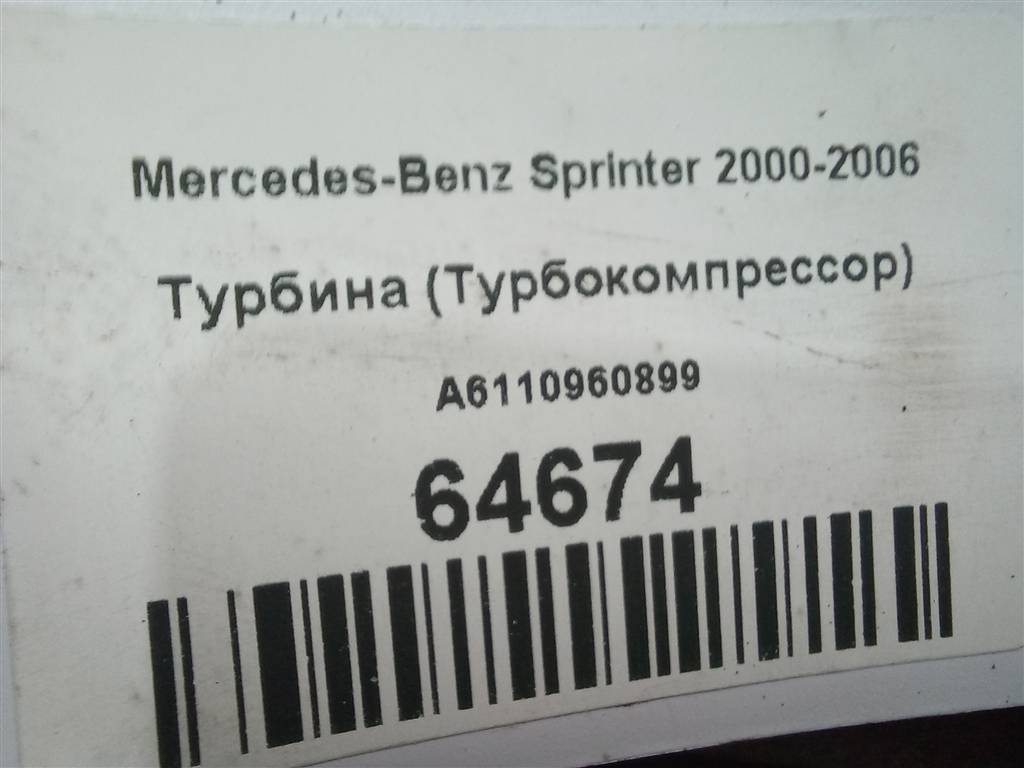 Mercedes-Benz Sprinter 2000-2006
Турбина (Турбокомпрессор)
A6110960899
64674